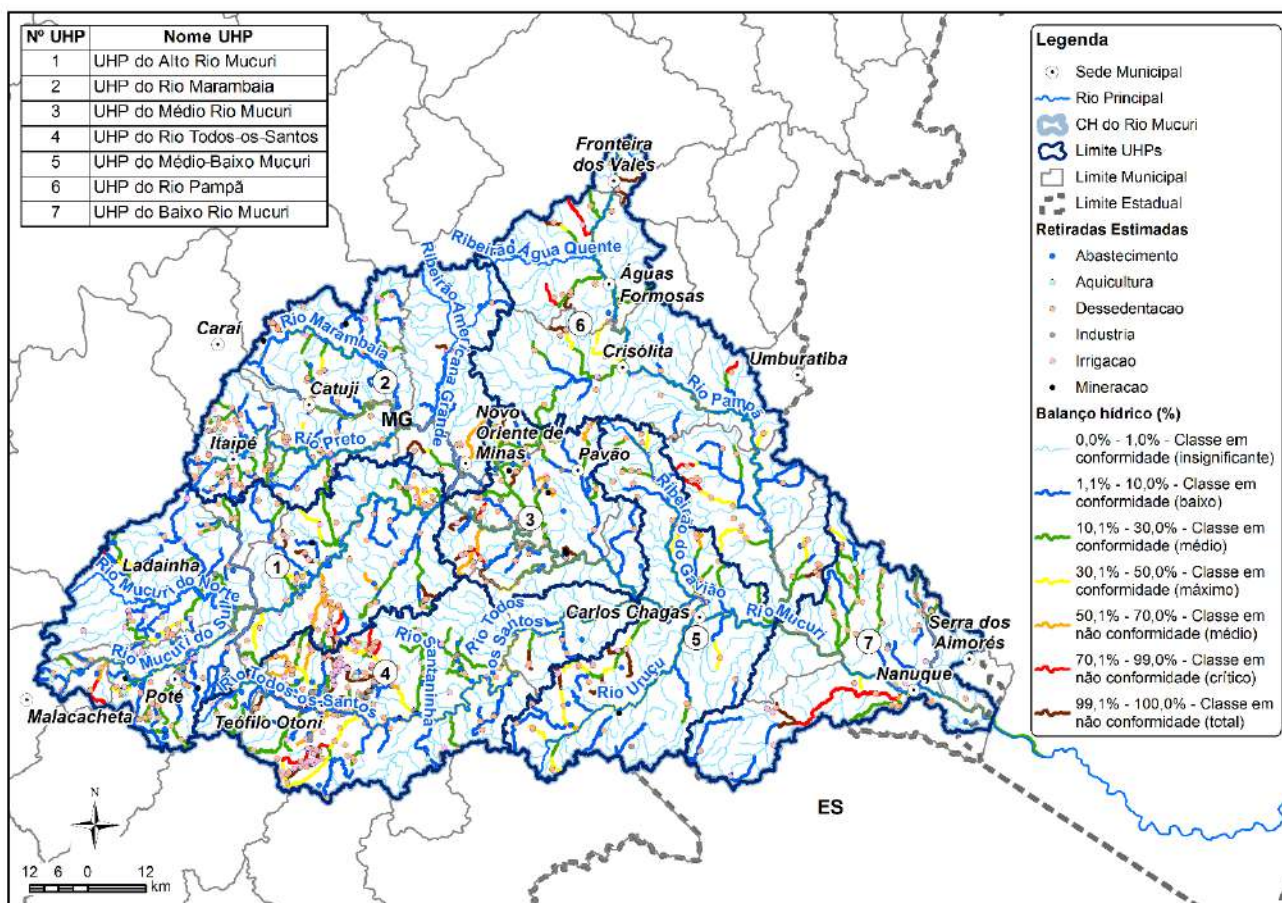 Nº UHP Nome UHP
1 UHP do Alto Rio Mucuri
2 UHP do Rio Marambaia
3 UHP do Médio Rio Mucuri
4 UHP do Rio Todos-os-Santos
5 UHP do Médio-Baixo Mucuri
6 UHP do Rio Pampã
7 UHP do Baixo Rio Mucuri
Fronteira
dos Vales
Ribeirão Água Quente
Águas
Formosas
Ribeirão Americana Grande
Caraí
Rio Marambaia
6
Crisólita
Umburatiba
2
Catuji
MG
Rio Pampã
Novo
Oriente de
Minas
Itaipé
Rio Preto
Pavão
3
Ribeirão do Gavião
1
Ladainha
Rio Mucuri do Norte
Rio Mucuri do Sul
Rio Todos
os Santos
Carlos Chagas
5
Rio Mucuri
7
Serra dos
Aimorés
Rio Santaninha
4
Rio Uruçu
Nanuque
Malacacheta
Poté
Rio Todos-os-Santos
Teófilo Otoni
ES
N
12 6 0 12
km
Legenda
Sede Municipal
Rio Principal
CH do Rio Mucuri
Limite UHPs
Limite Municipal
Limite Estadual
Retiradas Estimadas
Abastecimento
Aquicultura
Dessedentacao
Industria
Irrigacao
Mineracao
Balanço hídrico (%)
0,0% - 1,0% - Classe em
conformidade (insignificante)
1,1% - 10,0% - Classe em
conformidade (baixo)
10,1% - 30,0% - Classe em
conformidade (médio)
30,1% - 50,0% - Classe em
conformidade (máximo)
50,1% - 70,0% - Classe em
não conformidade (médio)
70,1% - 99,0% - Classe em
não conformidade (crítico)
99,1% - 100,0% - Classe em
não conformidade (total)